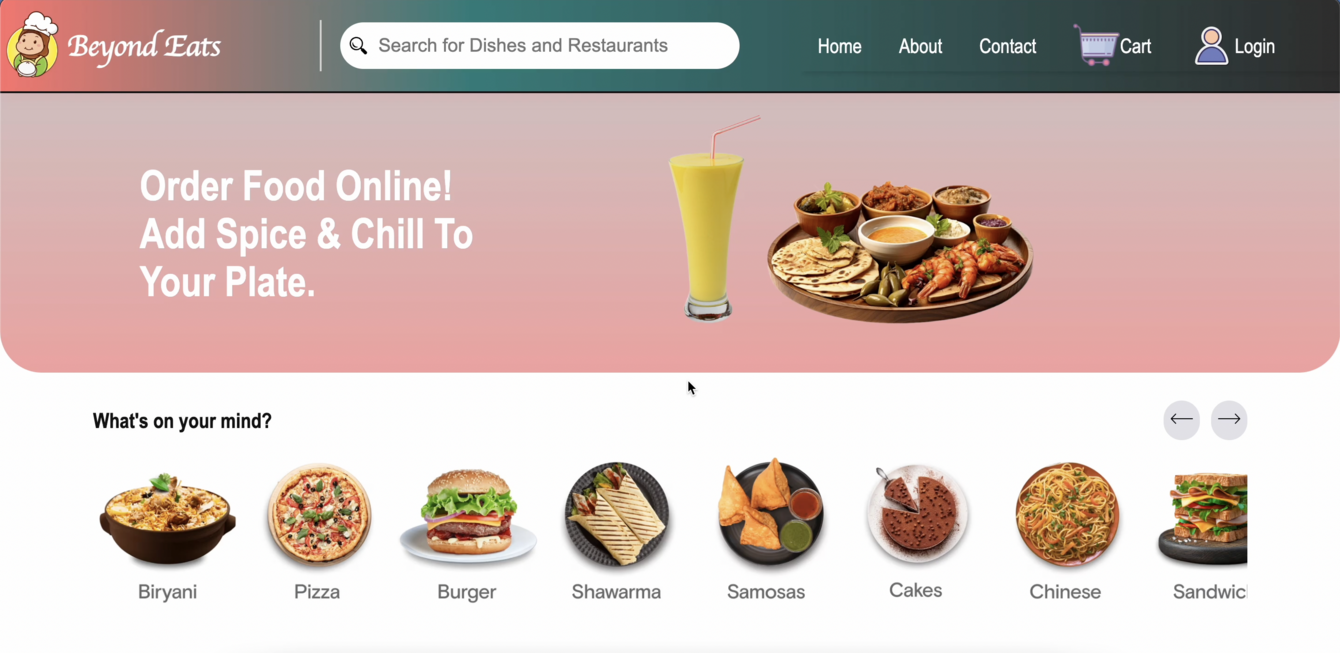 Beyond Eats
Search for Dishes and Restaurants
Home
About
Contact
Cart
Login
Order Food Online!
Add Spice & Chill To
Your Plate.
What's on your mind?
Biryani
Pizza
Burger
Shawarma
Samosas
Cakes
Chinese
Sandwic